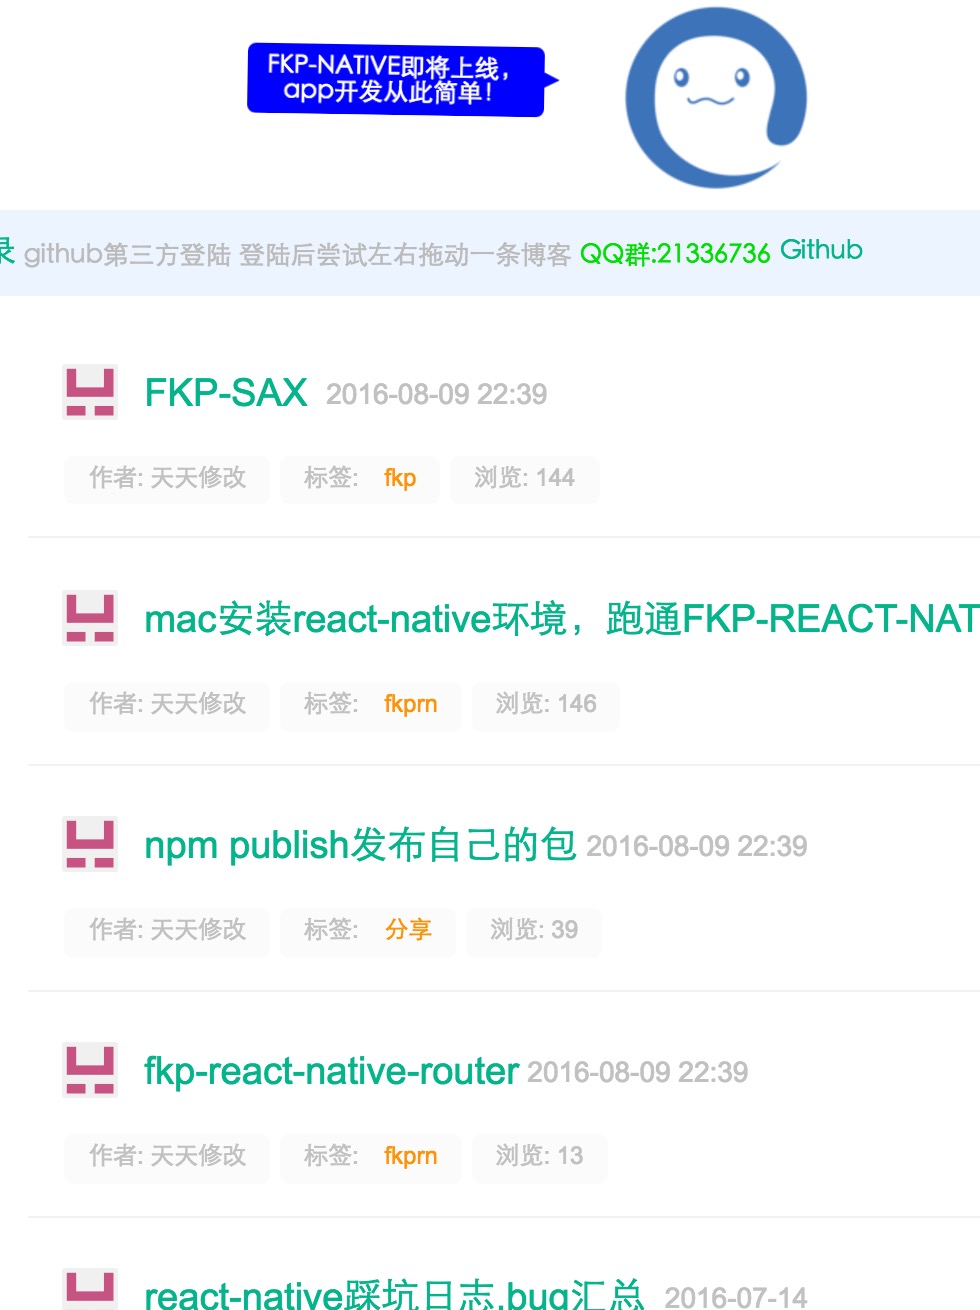 FKP-NATIVE即将上线，
app开发从此简单！
录 github第三方登陆 登陆后尝试左右拖动一条博客 QQ群:21336736 Github
FKP-SAX 2016-08-09 22:39
作者: 天天修改 标签: fkp 浏览: 144
mac安装react-native环境，跑通FKP-REACT-NAT
作者: 天天修改 标签: fkprn 浏览: 146
npm publish发布自己的包 2016-08-09 22:39
作者: 天天修改 标签: 分享 浏览: 39
fkp-react-native-router 2016-08-09 22:39
作者: 天天修改 标签: fkprn 浏览: 13
react-native踩坑日志,bug汇总 2016-07-14